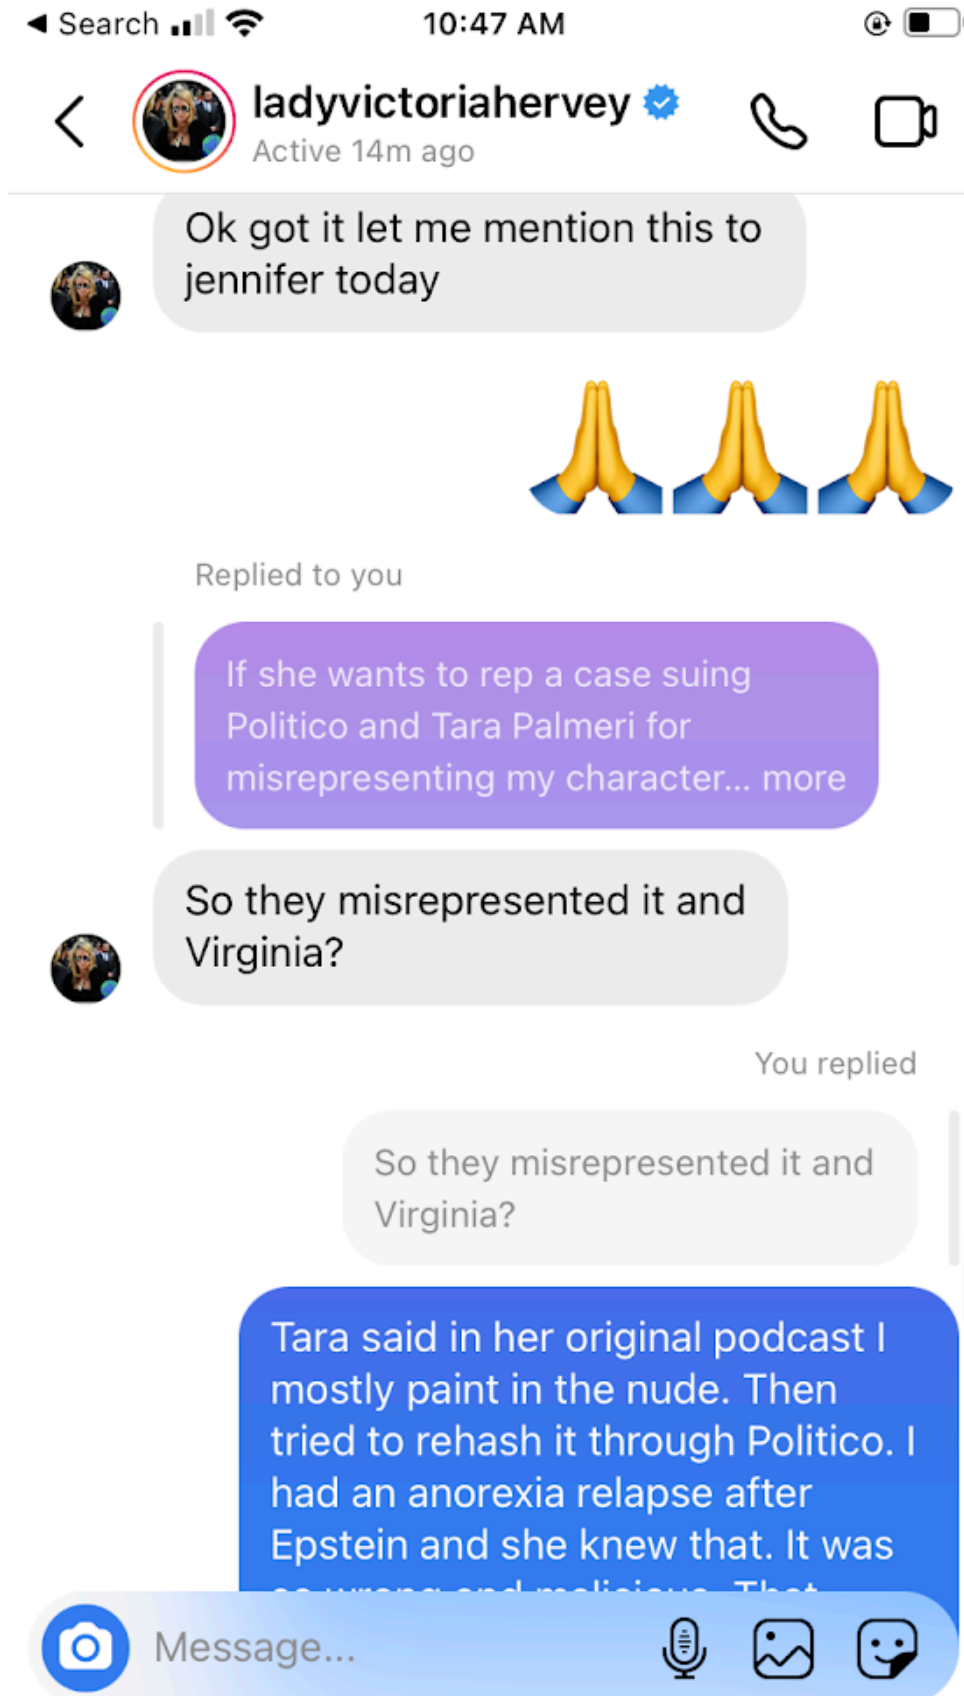 Search
10:47 AM
ladyvictoriahervey
Active 14m ago
Ok got it let me mention this to
jennifer today
🙏🙏🙏
Replied to you
If she wants to rep a case suing
Politico and Tara Palmeri for
misrepresenting my character... more
So they misrepresented it and
Virginia?
You replied
So they misrepresented it and
Virginia?
Tara said in her original podcast I
mostly paint in the nude. Then
tried to rehash it through Politico. I
had an anorexia relapse after
Epstein and she knew that. It was
Message...